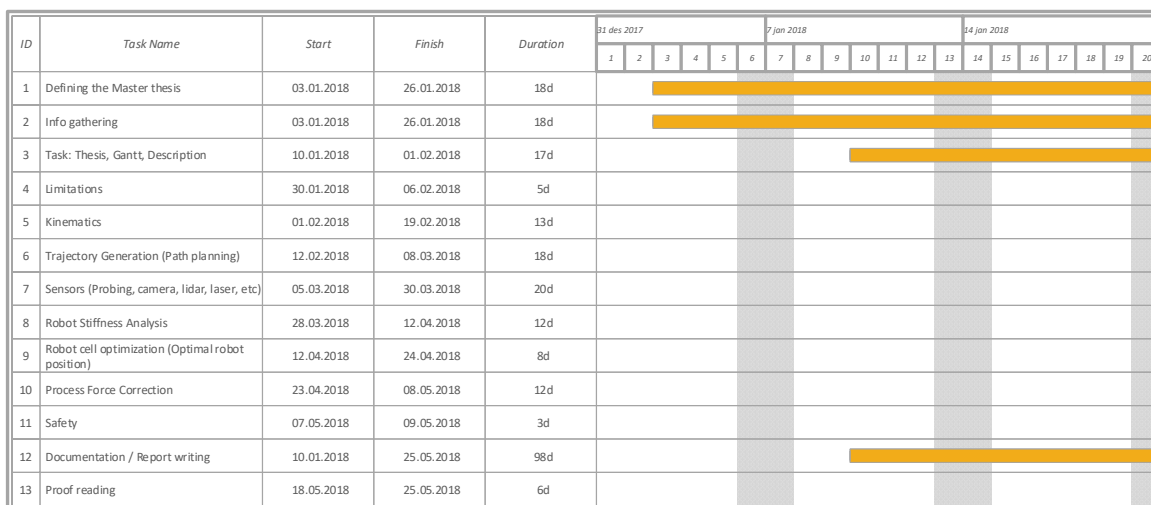 ID Task Name Start Finish Duration 31 des 2017 7 jan 2018 14 jan 2018
1 2 3 4 5 6 7 8 9 10 11 12 13 14 15 16 17 18 19 20
1 Defining the Master thesis 03.01.2018 26.01.2018 18d
2 Info gathering 03.01.2018 26.01.2018 18d
3 Task: Thesis, Gantt, Description 10.01.2018 01.02.2018 17d
4 Limitations 30.01.2018 06.02.2018 5d
5 Kinematics 01.02.2018 19.02.2018 13d
6 Trajectory Generation (Path planning) 12.02.2018 08.03.2018 18d
7 Sensors (Probing, camera, lidar, laser, etc) 05.03.2018 30.03.2018 20d
8 Robot Stiffness Analysis 28.03.2018 12.04.2018 12d
9 Robot cell optimization (Optimal robot
position) 12.04.2018 24.04.2018 8d
10 Process Force Correction 23.04.2018 08.05.2018 12d
11 Safety 07.05.2018 09.05.2018 3d
12 Documentation / Report writing 10.01.2018 25.05.2018 98d
13 Proof reading 18.05.2018 25.05.2018 6d